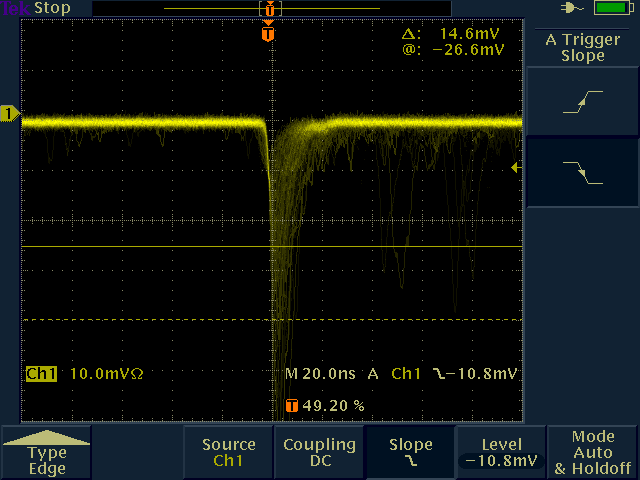 Tek Stop
T
T
Δ: 14.6mV
@: −26.6mV
A Trigger
Slope
1
Ch1 10.0mVΩ M 20.0ns A Ch1 −10.8mV
T 49.20 %
Type
Edge
Source
Ch1
Coupling
DC
Slope
Level
−10.8mV
Mode
Auto
& Holdoff